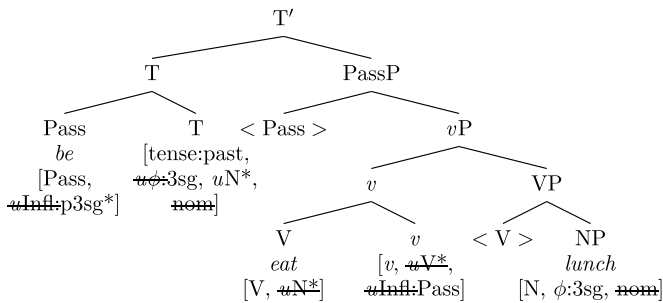 T′
T PassP
Pass T < Pass > vP
be [tense:past,
[Pass, uϕ:3sg, uN*, v VP
uInfl:p3sg*] nom]
V v < V > NP
eat [v, uV*, lunch
[V, uN*] uInfl:Pass] [N, ϕ:3sg, nom]